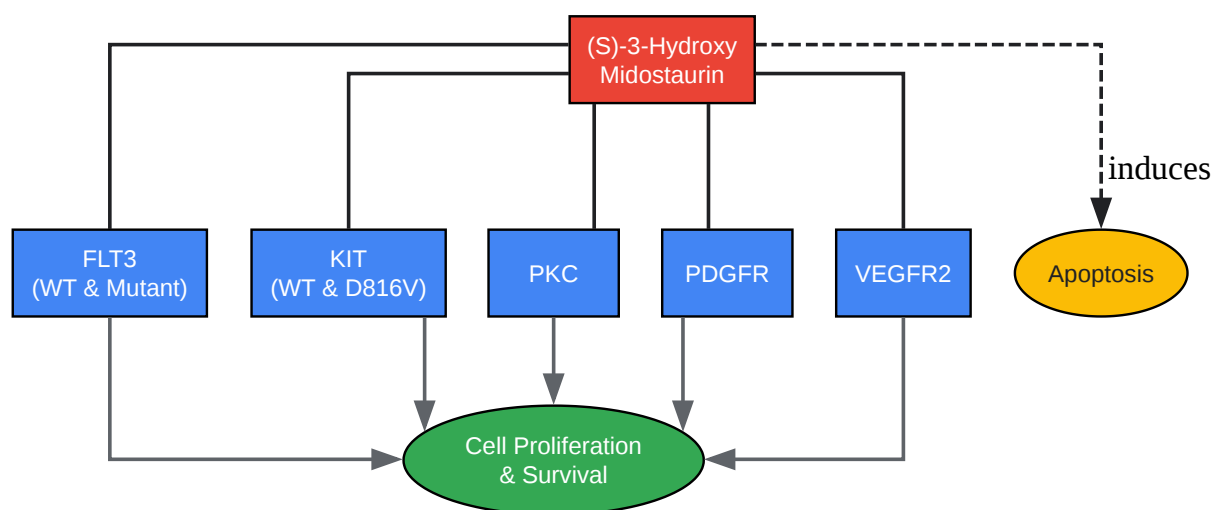 (S)-3-Hydroxy
Midostaurin
induces
FLT3
(WT & Mutant)
KIT
(WT & D816V)
PKC
PDGFR
VEGFR2
Apoptosis
Cell Proliferation
& Survival